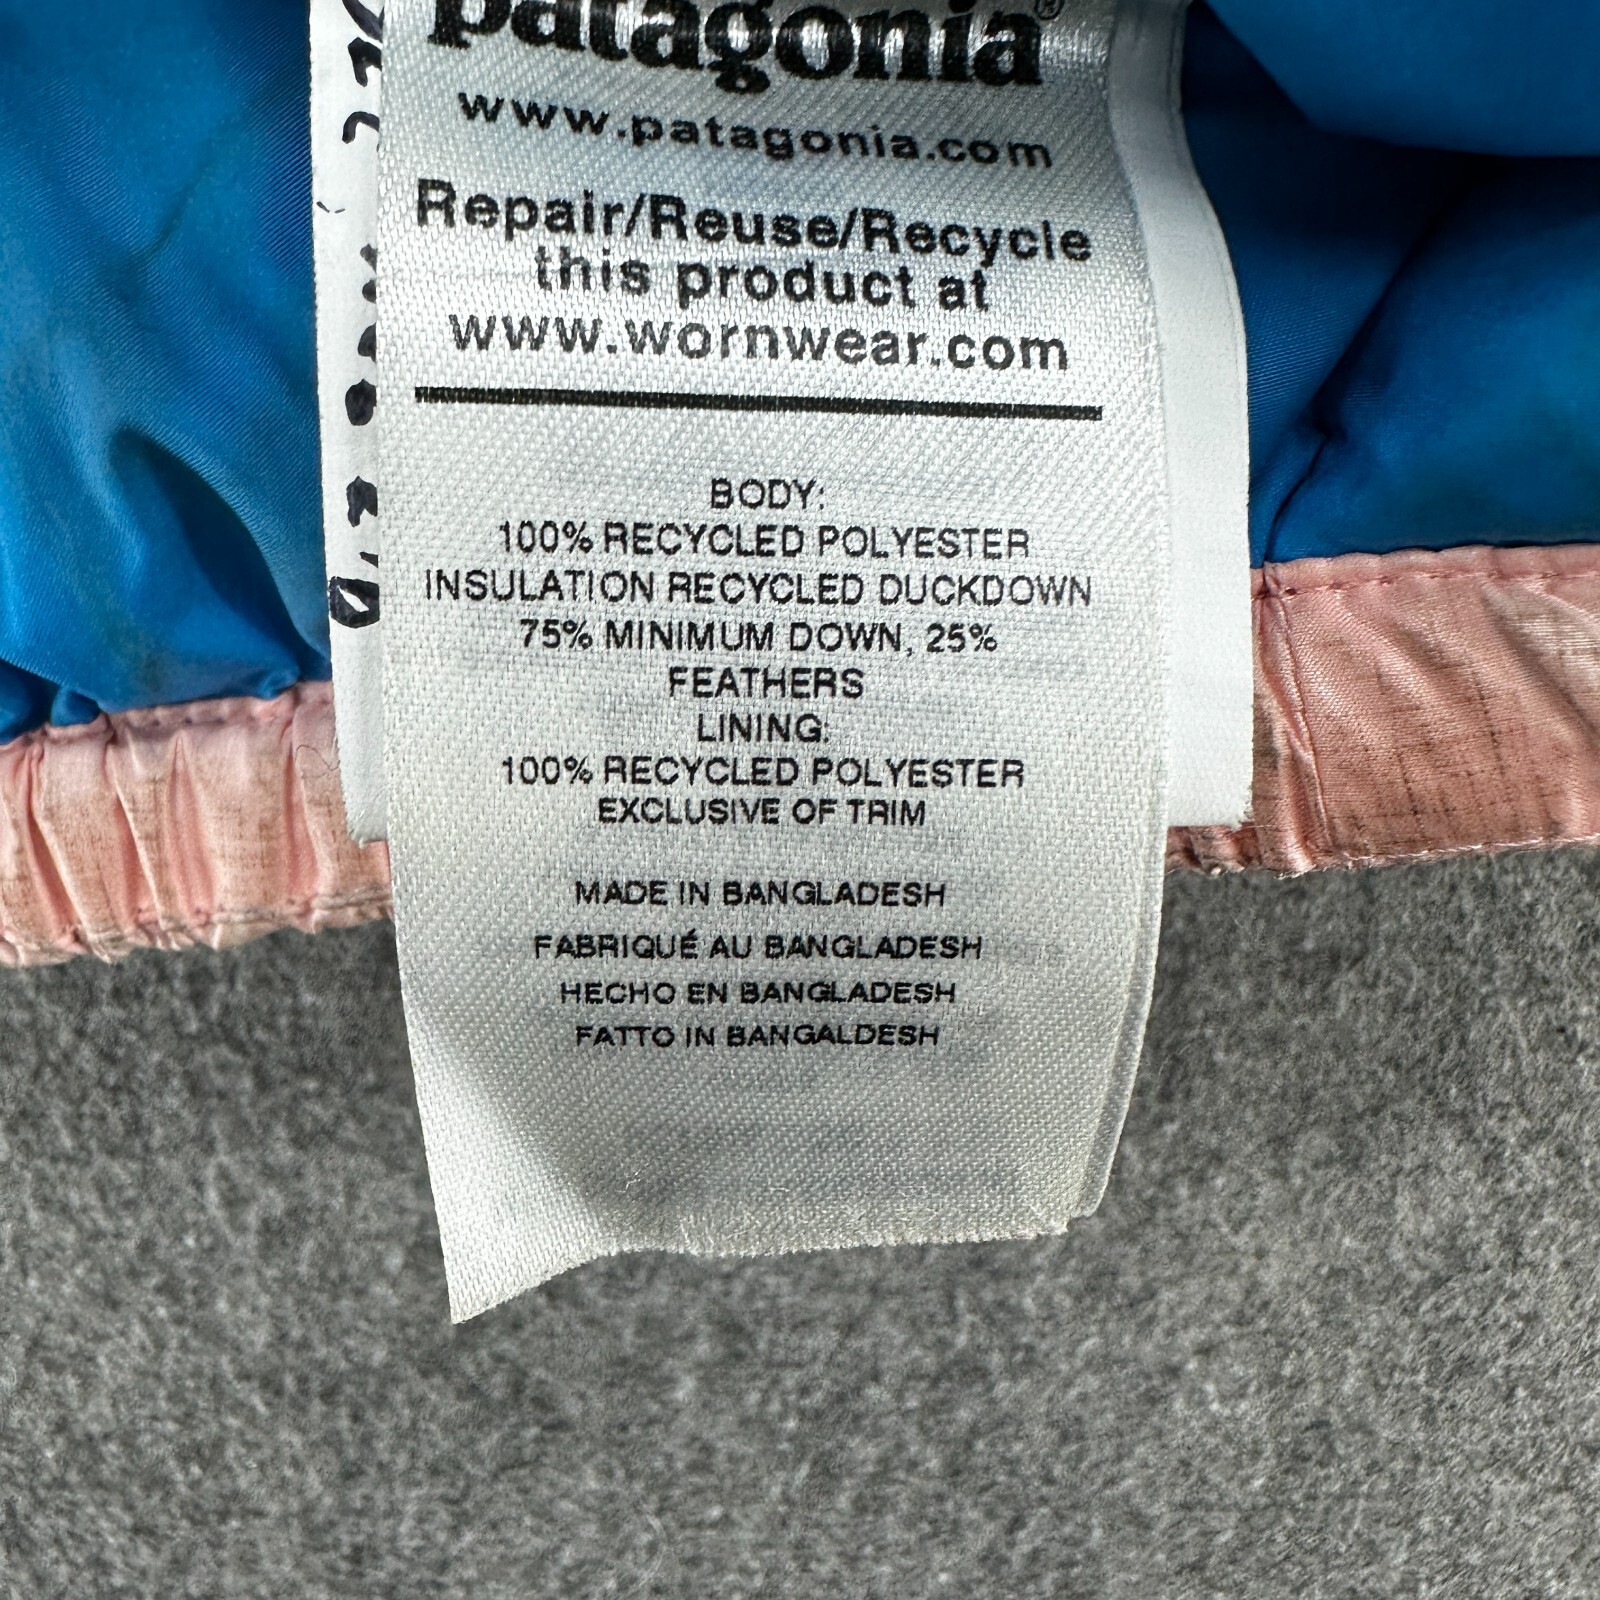 patagonia®
www.patagonia.com
Repair/Reuse/Recycle
this product at
www.wornwear.com
BODY:
100% RECYCLED POLYESTER
INSULATION RECYCLED DUCKDOWN
75% MINIMUM DOWN, 25%
FEATHERS
LINING:
100% RECYCLED POLYESTER
EXCLUSIVE OF TRIM
MADE IN BANGLADESH
FABRIQUÉ AU BANGLADESH
HECHO EN BANGLADESH
FATTO IN BANGALDESH